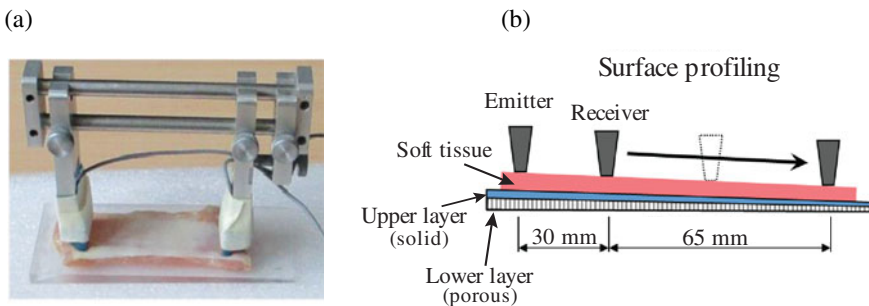 (a)
(b)
Surface profiling
Emitter
Receiver
Soft tissue
Upper layer
(solid)
30 mm
65 mm
Lower layer
(porous)